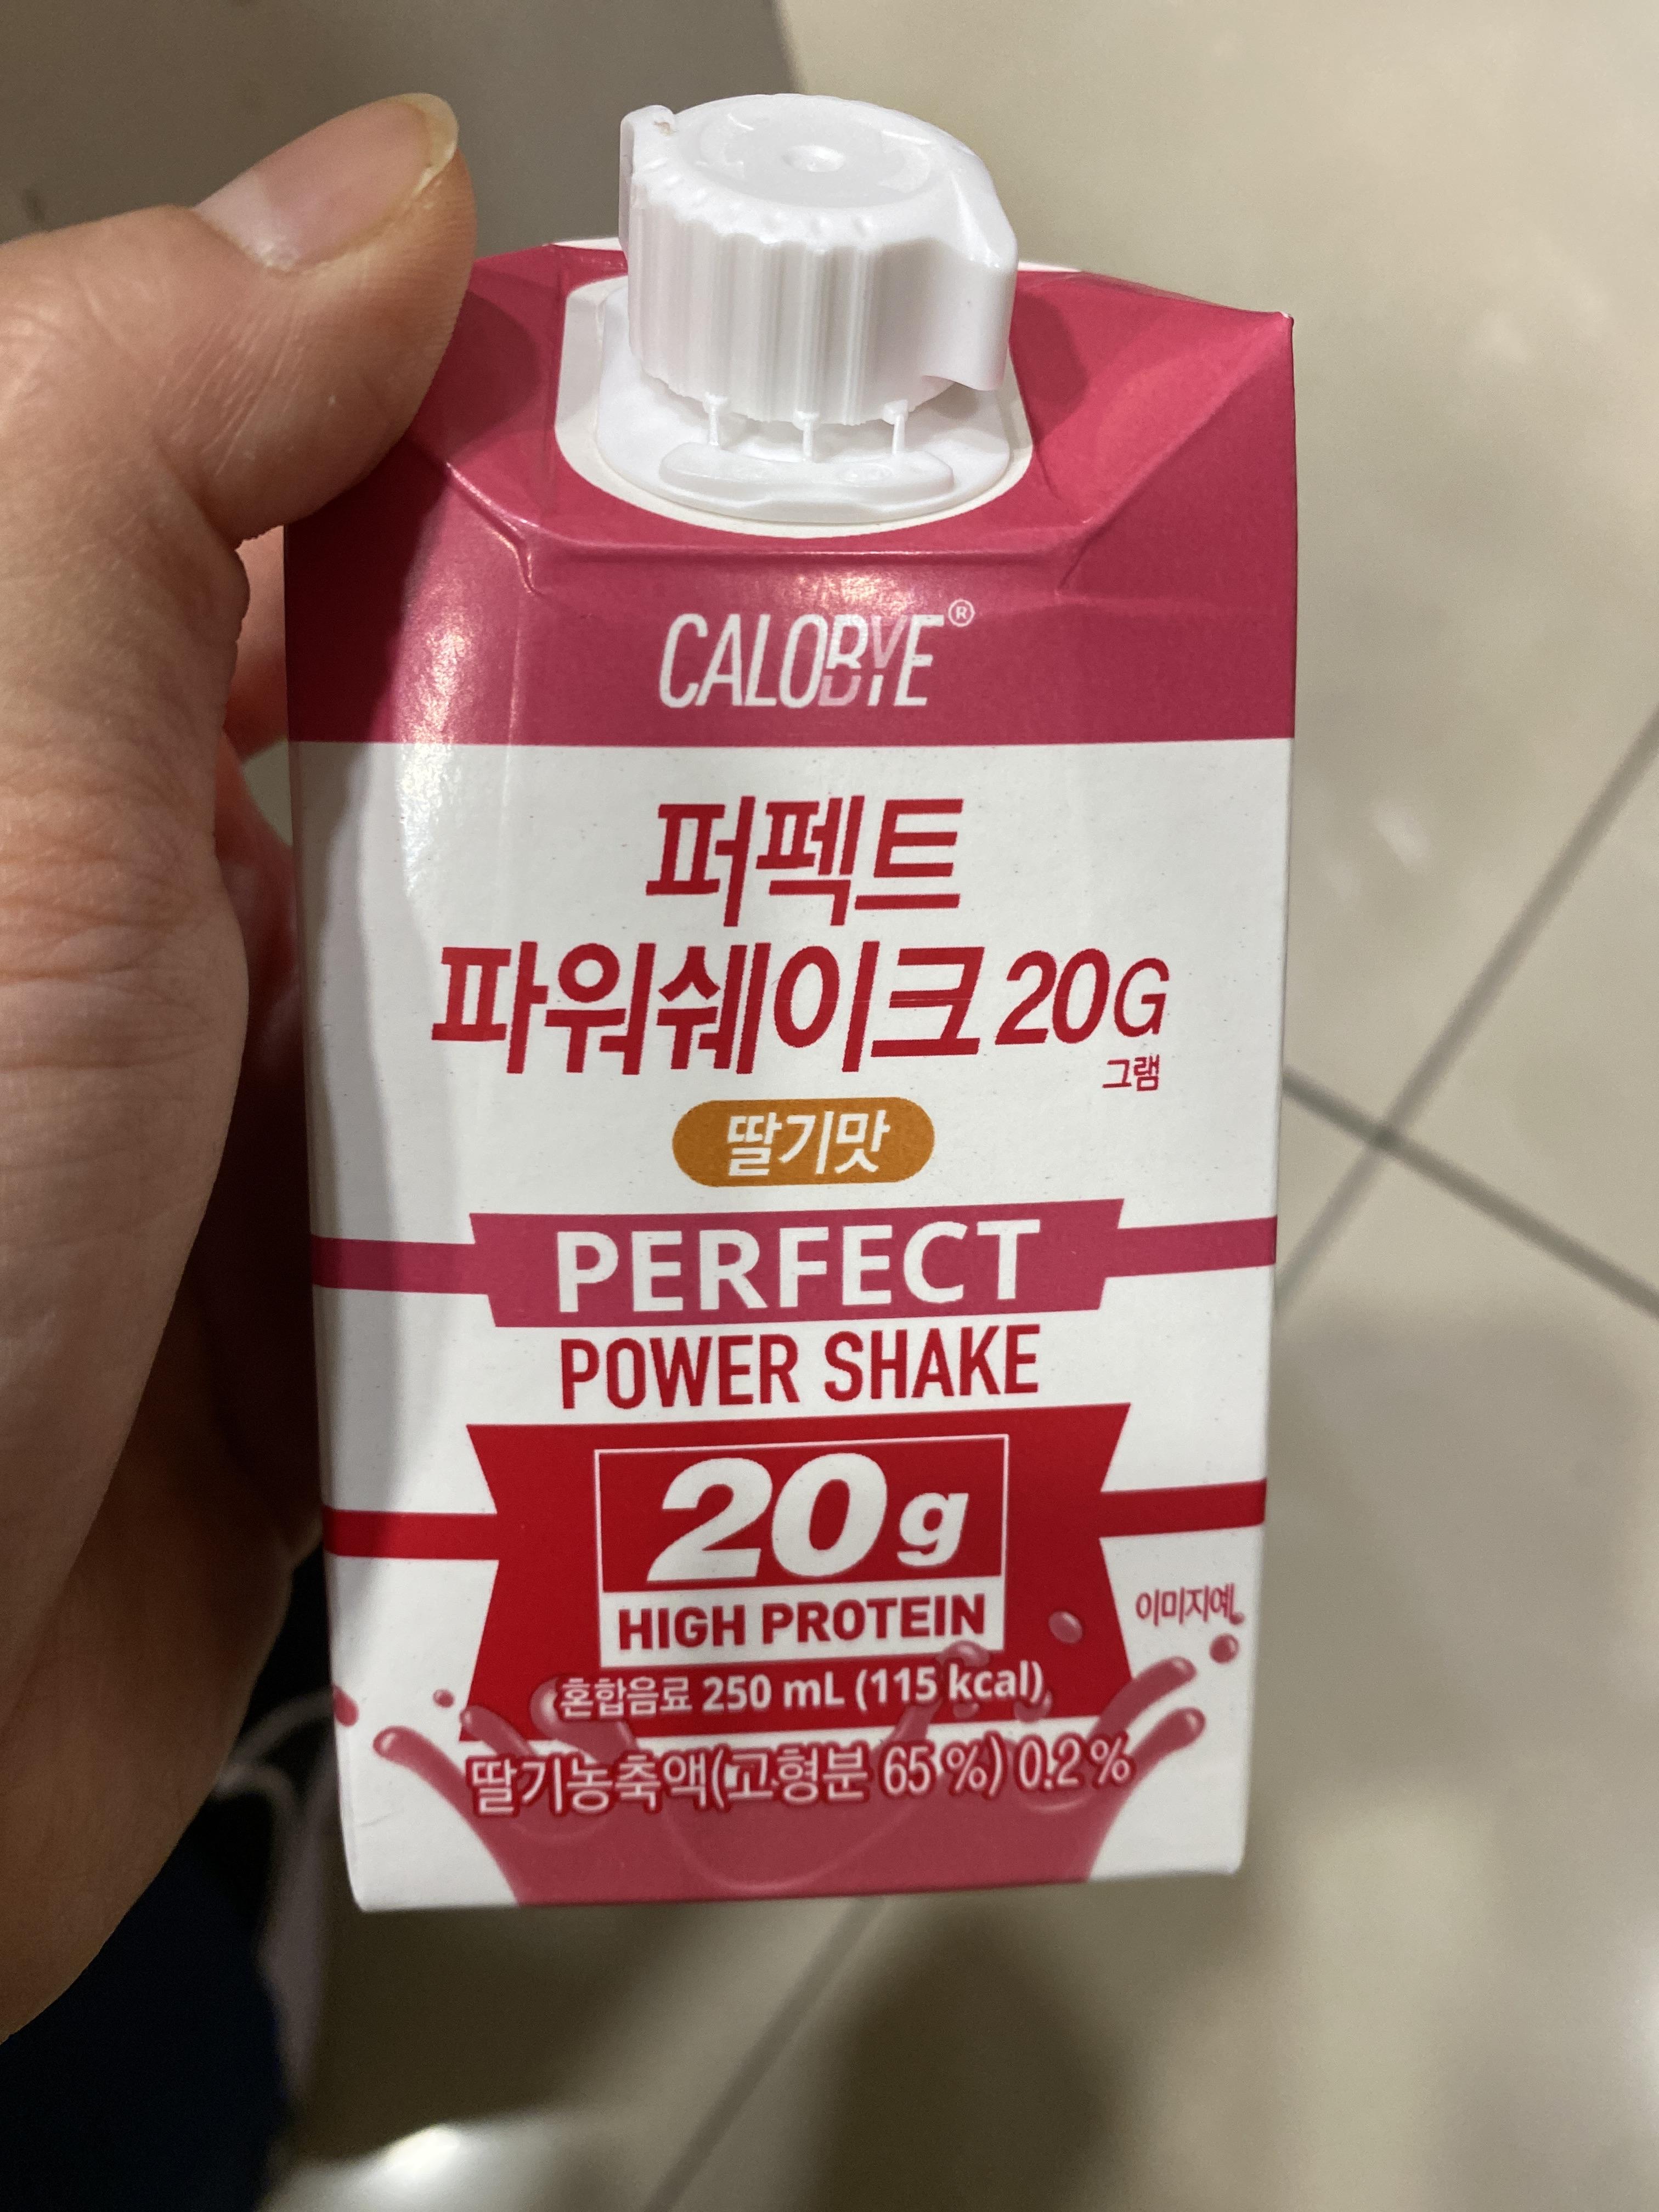 CALOBYE®
퍼펙트
파워쉐이크 20G
그램
딸기맛
PERFECT
POWER SHAKE
20g
HIGH PROTEIN
이미지예
혼합음료 250 mL (115 kcal)
딸기농축액(고형분 65%) 0.2%